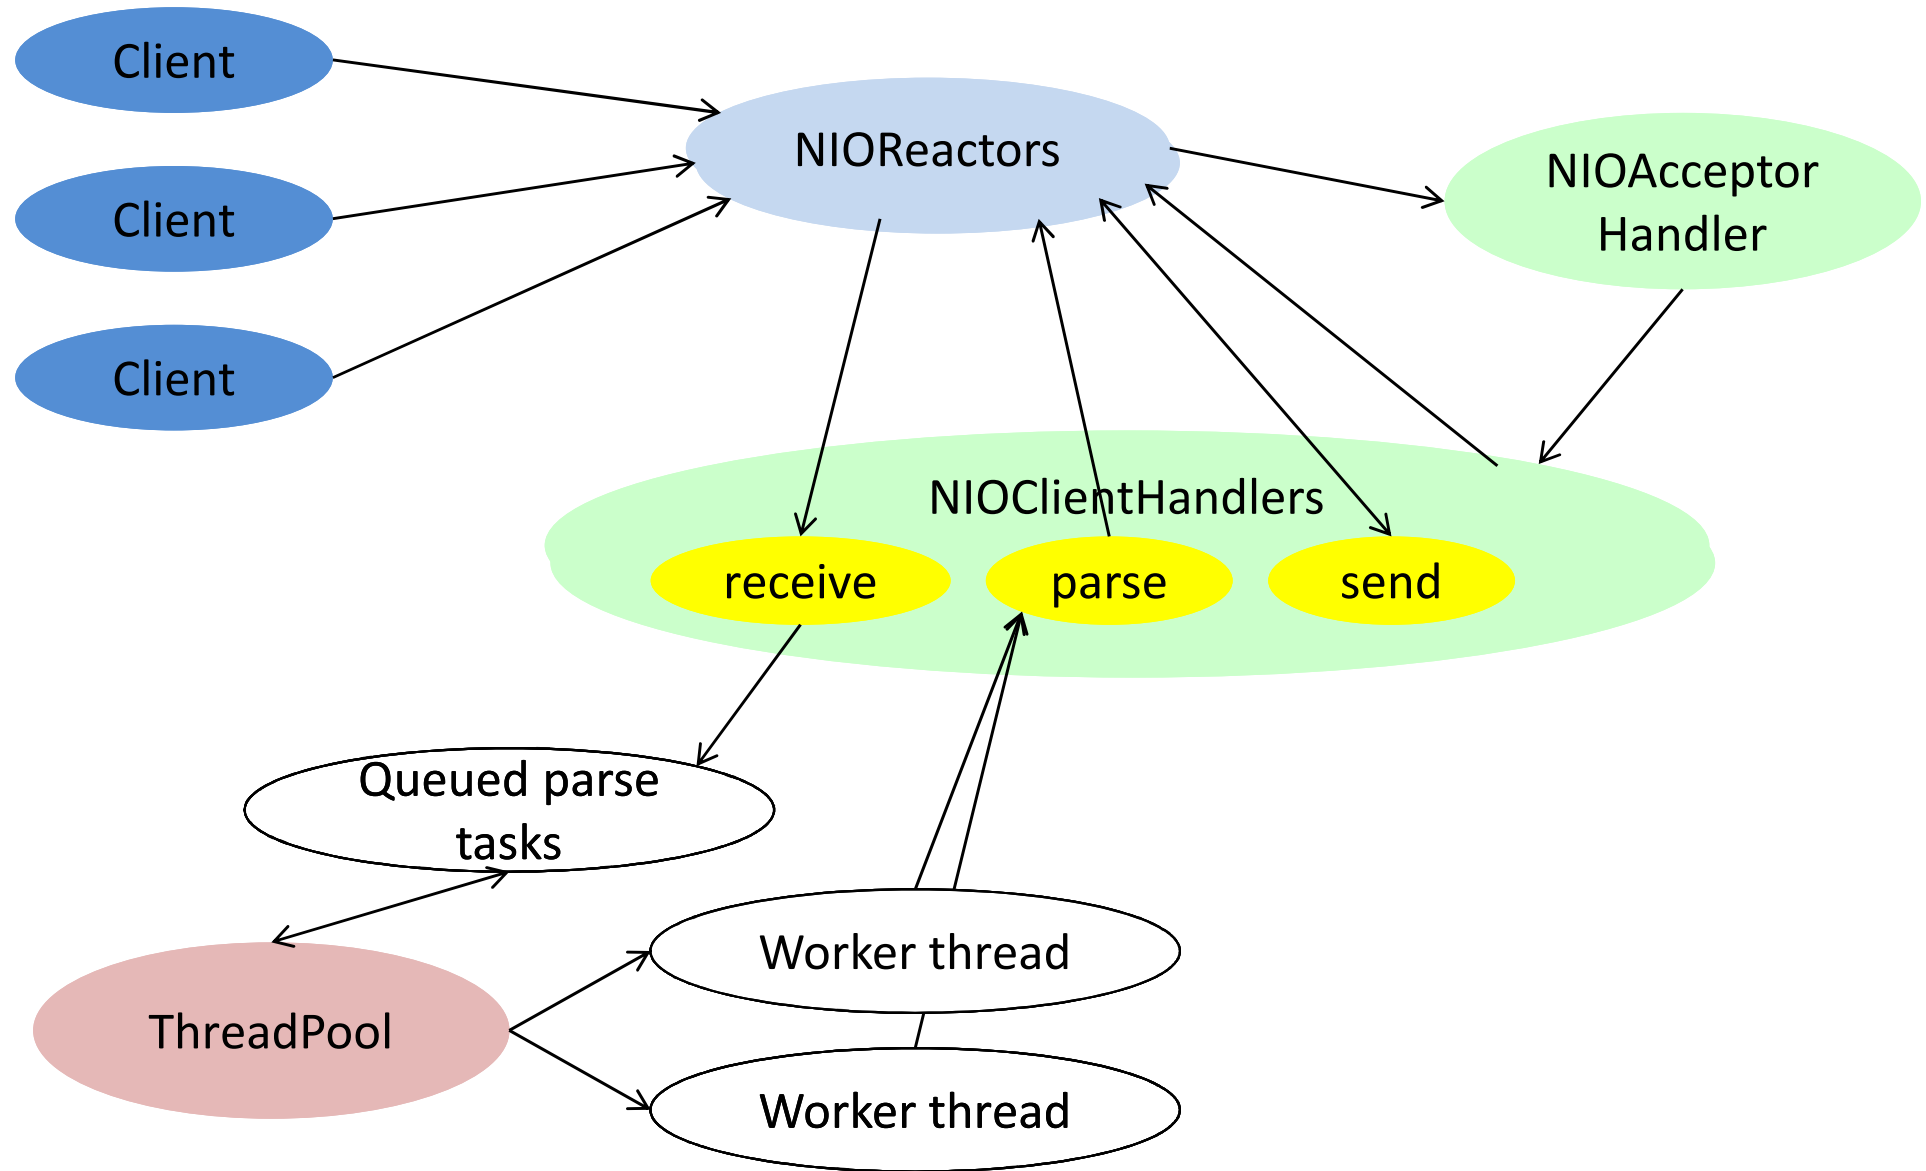 Client
NIOReactors
NIOAcceptor
Handler
Client
Client
NIOClientHandlers
receive
parse
send
Queued parse
tasks
Worker thread
ThreadPool
Worker thread